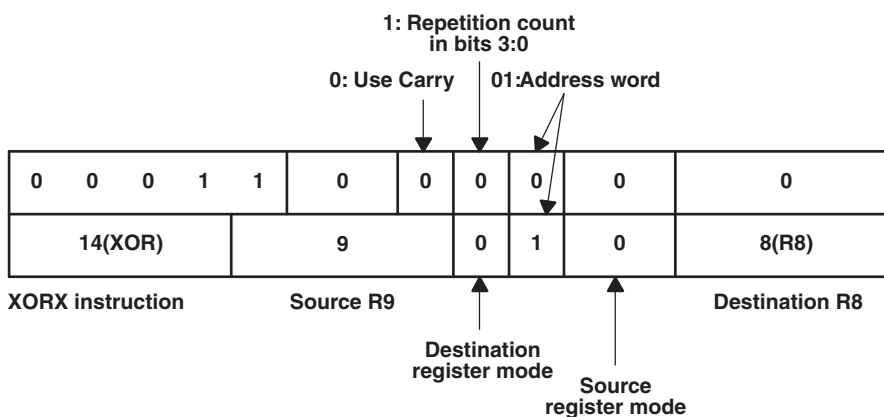 1: Repetition count
in bits 3:0
0: Use Carry 01:Address word
0 0 0 1 1 0 0 0 0 0 0
14(XOR) 9 0 1 0 8(R8)
XORX instruction Source R9 Destination R8
Destination
register mode
Source
register mode